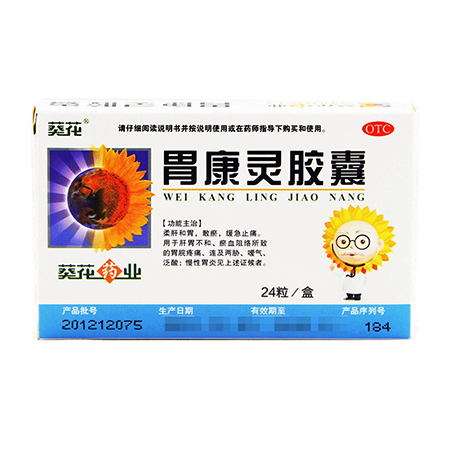 葵花®
请仔细阅读说明书并按说明使用或在药师指导下购买和使用。
OTC
胃康灵胶囊
WEI KANG LING JIAO NANG
【功能主治】
柔肝和胃，散瘀，缓急止痛。
用于肝胃不和、瘀血阻络所致
的胃脘疼痛、连及两胁、嗳气、
泛酸；慢性胃炎见上述证候者。
葵花药业
24粒／盒
产品批号 生产日期 有效期至 产品序列号
201212075 184